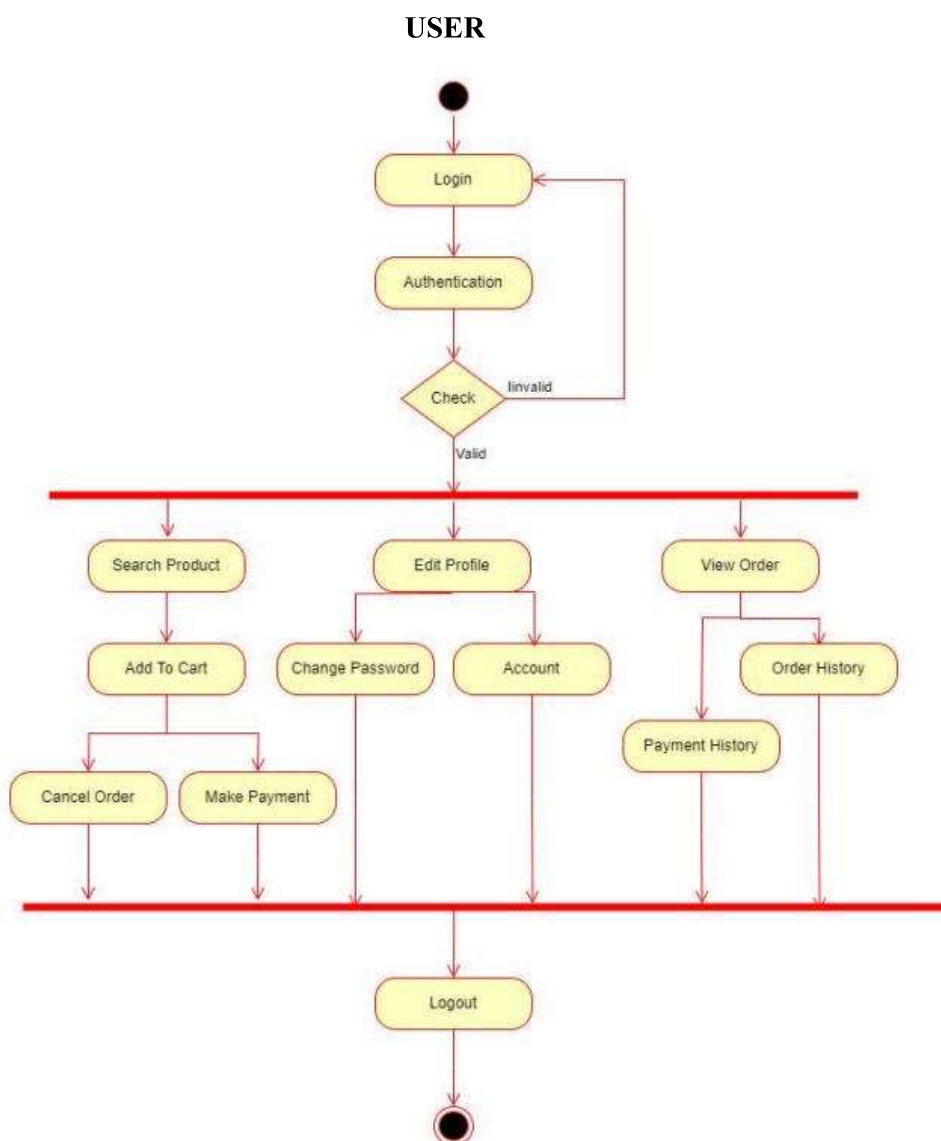 USER
Login
Authentication
Check
Iinvalid
Valid
Search Product
Edit Profile
View Order
Add To Cart
Change Password
Account
Order History
Payment History
Cancel Order
Make Payment
Logout